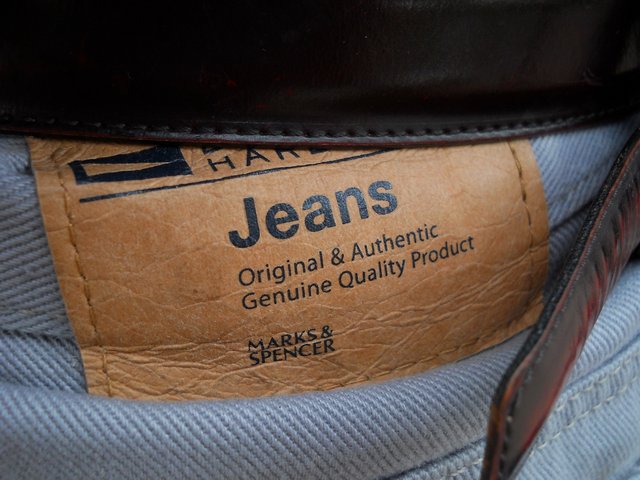 Jeans
Original & Authentic
Genuine Quality Product
MARKS &
SPENCER